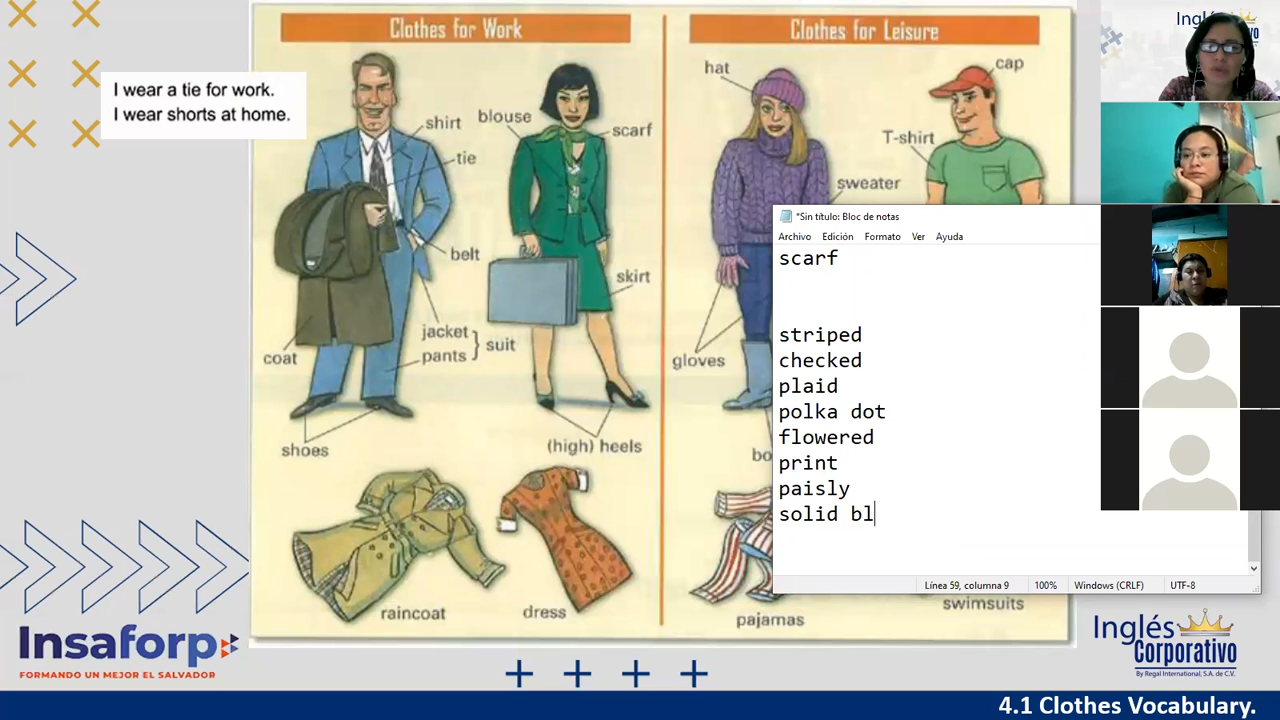 Clothes for Work
Clothes for Leisure
I wear a tie for work.
I wear shorts at home.
shirt
blouse
tie
scarf
belt
skirt
jacket
pants
suit
coat
shoes
(high) heels
raincoat
dress
hat
cap
T-shirt
sweater
gloves
bo
pajamas
swimsuits
*Sin título: Bloc de notas
Archivo Edición Formato Ver Ayuda
scarf
striped
checked
plaid
polka dot
flowered
print
paisly
solid bl
Línea 59, columna 9 100% Windows (CRLF) UTF-8
Inglés
Corporativo
Insaforp
FORMANDO UN MEJOR EL SALVADOR
Inglés
Corporativo
By Regal International, S.A. de C.V.
4.1 Clothes Vocabulary.